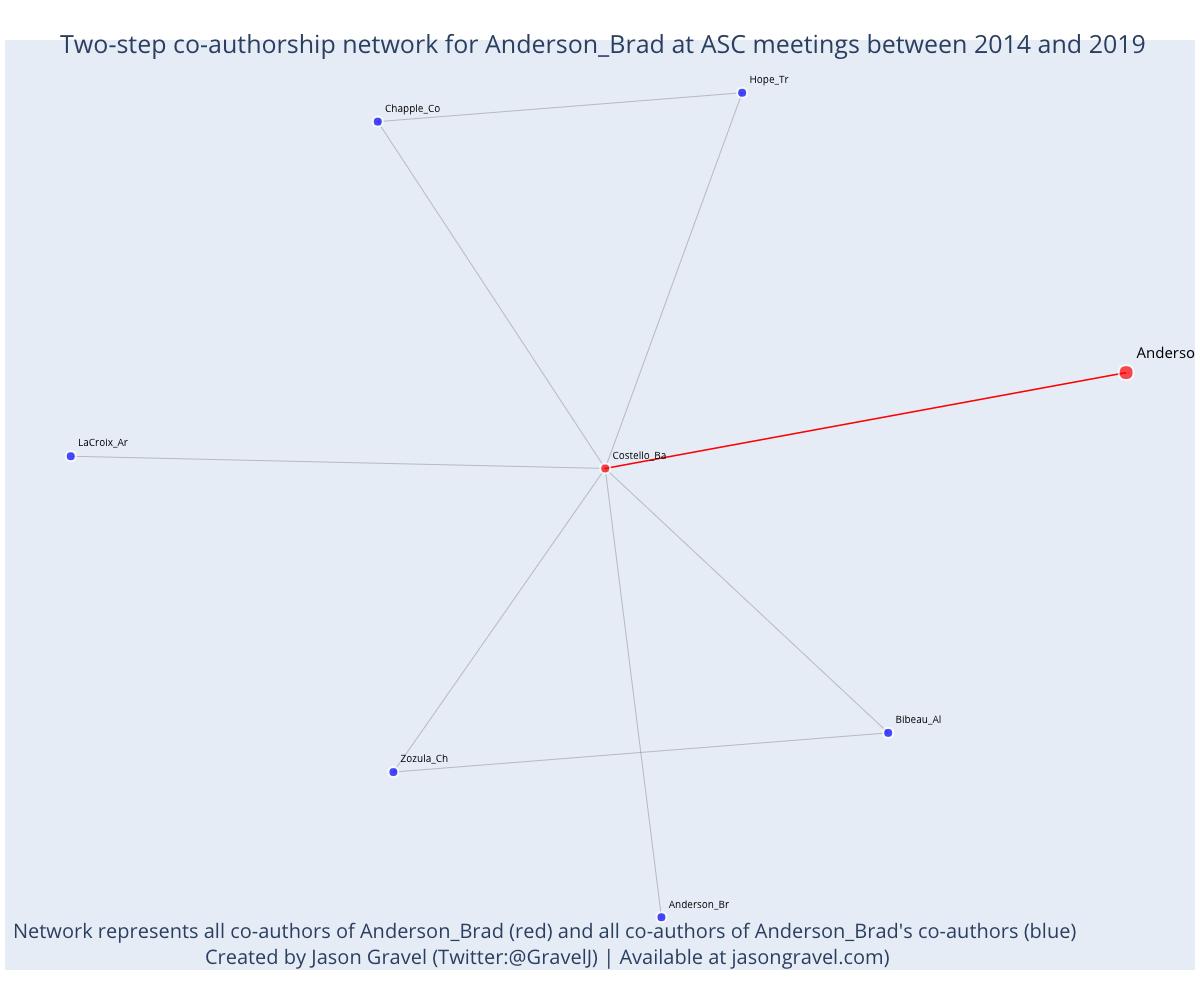 Two-step co-authorship network for Anderson_Brad at ASC meetings between 2014 and 2019
Hope_Tr
Chapple_Co
Anderso
LaCroix_Ar
Costello_Ba
Bibeau_Al
Zozula_Ch
Anderson_Br
Network represents all co-authors of Anderson_Brad (red) and all co-authors of Anderson_Brad's co-authors (blue)
Created by Jason Gravel (Twitter:@GravelJ) | Available at jasongravel.com)